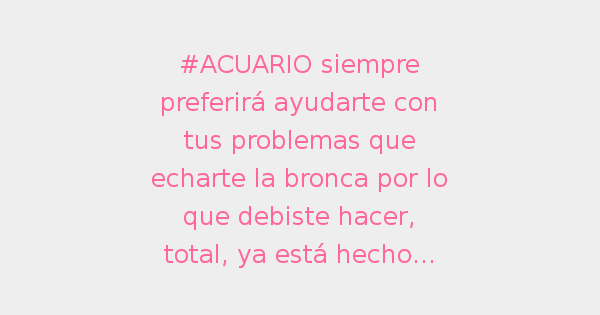 #ACUARIO siempre
preferirá ayudarte con
tus problemas que
echarte la bronca por lo
que debiste hacer,
total, ya está hecho...